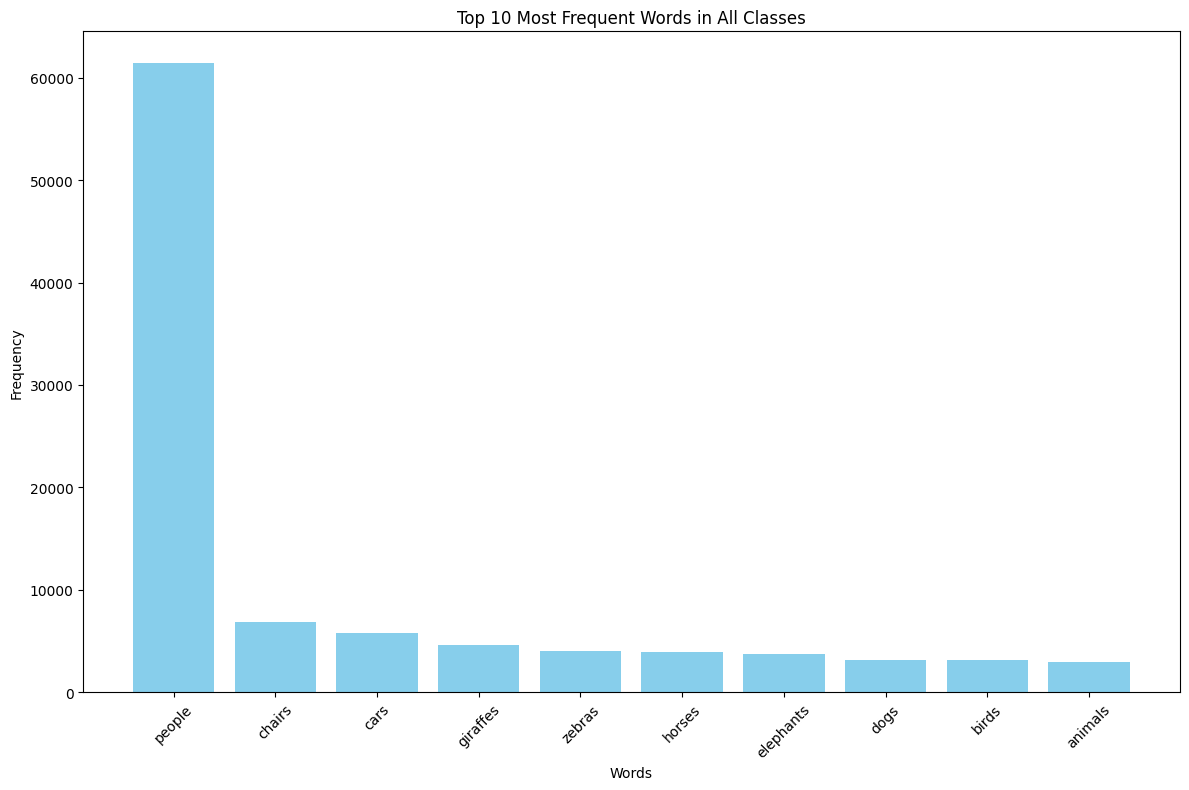 Top 10 Most Frequent Words in All Classes
Frequency
60000
50000
40000
30000
20000
10000
0
people
chairs
cars
giraffes
zebras
horses
elephants
dogs
birds
animals
Words